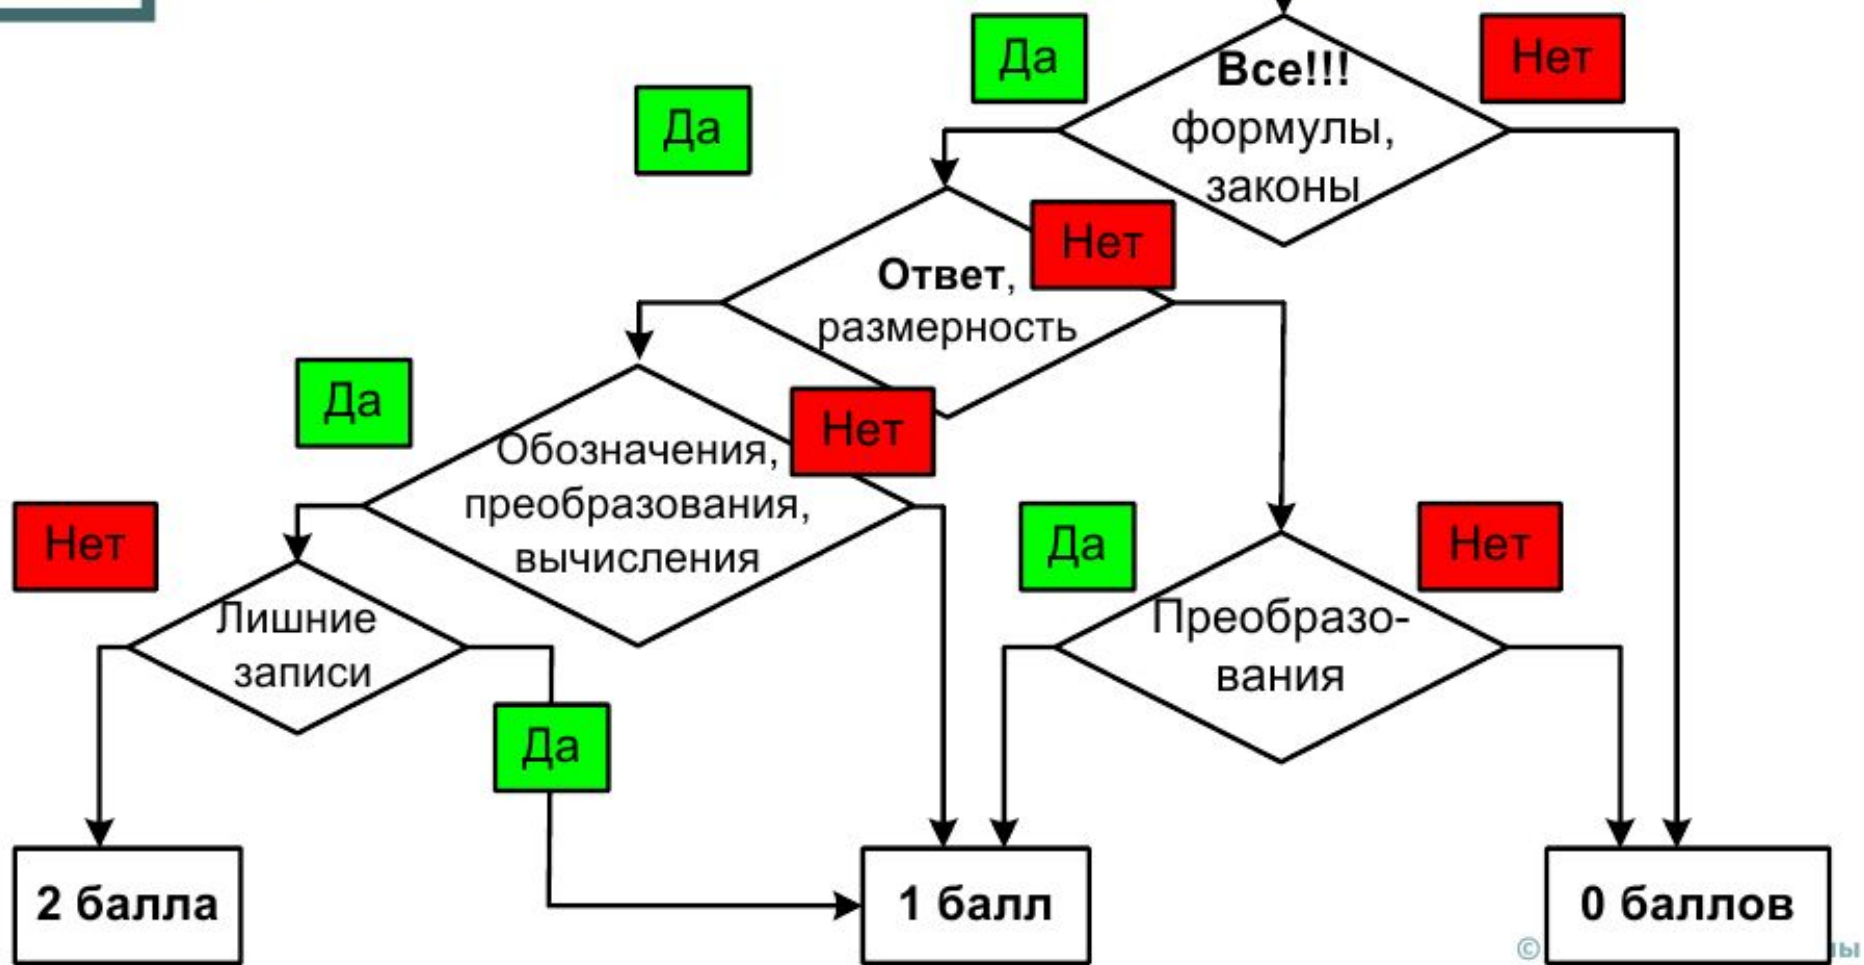 Да
Все!!!
формулы,
законы
Нет
Да
Ответ,
размерность
Нет
Да
Обозначения,
преобразования,
вычисления
Нет
Нет
Лишние
записи
Да
Да
Преобразо-
вания
Нет
2 балла
1 балл
0 баллов
©